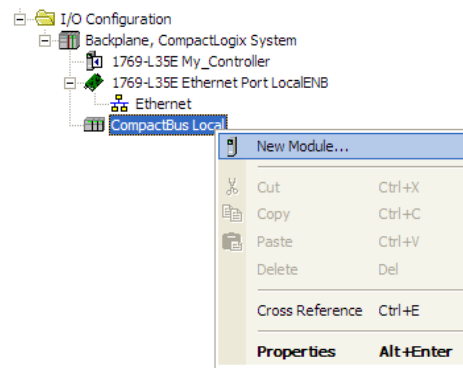 I/O Configuration
Backplane, CompactLogix System
1769-L35E My_Controller
1769-L35E Ethernet Port LocalENB
Ethernet
CompactBus Local
New Module...
Cut Ctrl+X
Copy Ctrl+C
Paste Ctrl+V
Delete Del
Cross Reference Ctrl+E
Properties Alt+Enter